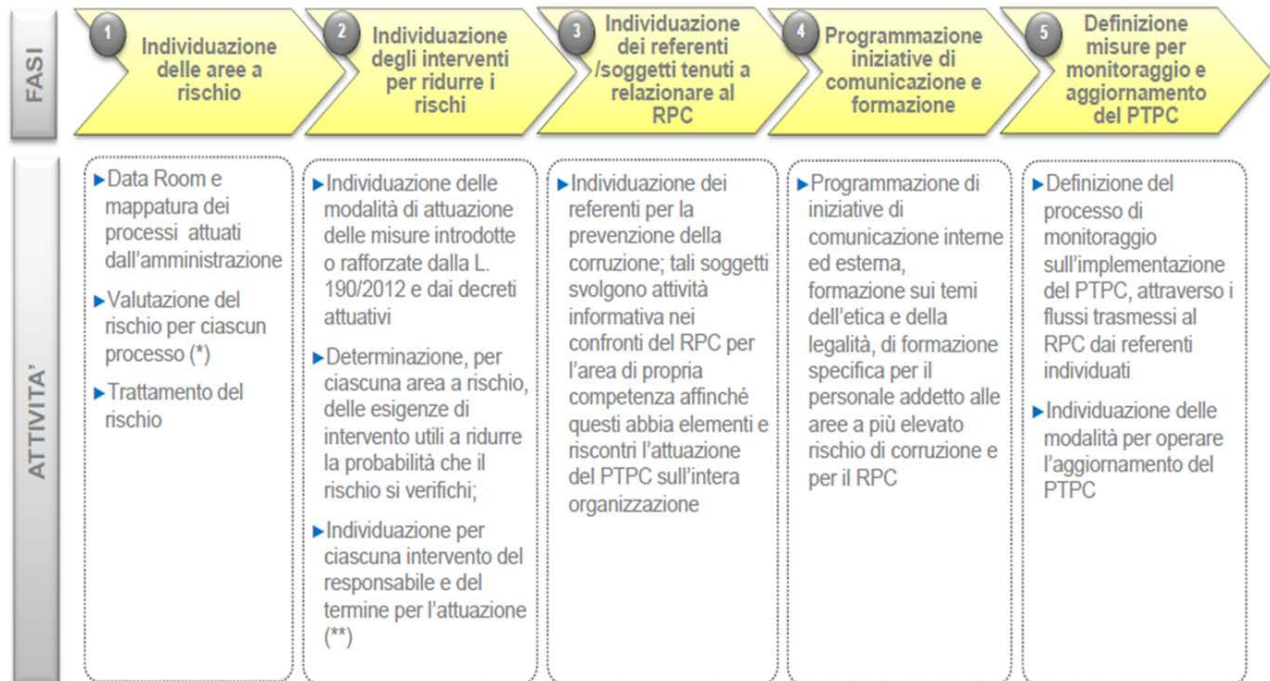 FASI
1
Individuazione
delle aree a
rischio
2
Individuazione
degli interventi
per ridurre i
rischi
3
Individuazione
dei referenti
/soggetti tenuti a
relazionare al
RPC
4
Programmazione
iniziative di
comunicazione e
formazione
5
Definizione
misure per
monitoraggio e
aggiornamento
del PTPC
ATTIVITA'
►Data Room e
mappatura dei
processi attuati
dall'amministrazione
►Valutazione del
rischio per ciascun
processo (*)
►Trattamento del
rischio
►Individuazione delle
modalità di attuazione
delle misure introdotte
o rafforzate dalla L.
190/2012 e dai decreti
attuativi
►Determinazione, per
ciascuna area a rischio,
delle esigenze di
intervento utili a ridurre
la probabilità che il
rischio si verifichi;
►Individuazione per
ciascuna intervento del
responsabile e del
termine per l'attuazione
(**)
►Individuazione dei
referenti per la
prevenzione della
corruzione; tali soggetti
svolgono attività
informativa nei
confronti del RPC per
l'area di propria
competenza affinché
questi abbia elementi e
riscontri l'attuazione
del PTPC sull'intera
organizzazione
►Programmazione di
iniziative di
comunicazione interne
ed esterna,
formazione sui temi
dell'etica e della
legalità, di formazione
specifica per il
personale addetto alle
aree a più elevato
rischio di corruzione e
per il RPC
►Definizione del
processo di
monitoraggio
sull'implementazione
del PTPC, attraverso i
flussi trasmessi al
RPC dai referenti
individuati
►Individuazione delle
modalità per operare
l'aggiornamento del
PTPC